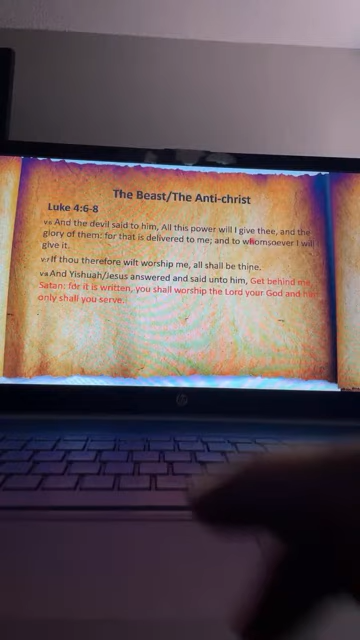 The Beast/The Anti-christ
Luke 4:6-8
v.6 And the devil said to him, All this power will I give thee, and the
glory of them: for that is delivered to me; and to whomsoever I will
give it.
v.7 If thou therefore wilt worship me, all shall be thine.
v.8 And Yishuah/Jesus answered and said unto him, Get behind me,
Satan: for it is written, you shall worship the Lord your God and him
only shall you serve.
hp